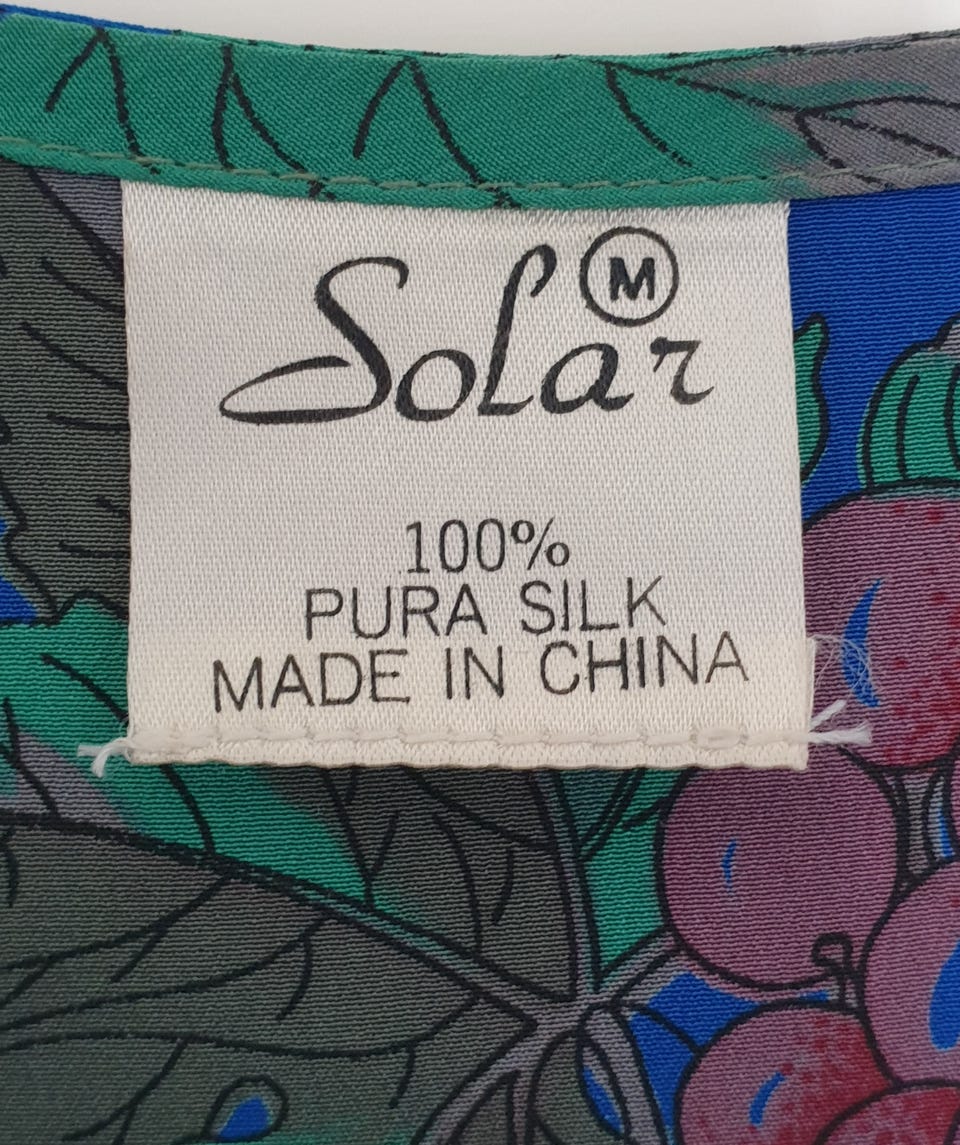 Solar Ⓜ
100%
PURA SILK
MADE IN CHINA